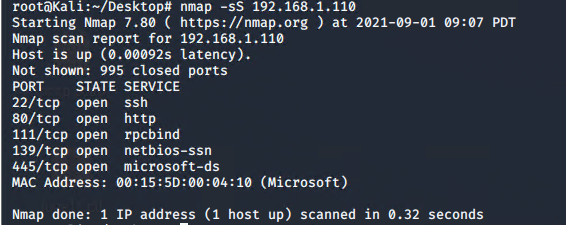 root@Kali:~/Desktop# nmap -sS 192.168.1.110
Starting Nmap 7.80 ( https://nmap.org ) at 2021-09-01 09:07 PDT
Nmap scan report for 192.168.1.110
Host is up (0.00092s latency).
Not shown: 995 closed ports
PORT    STATE SERVICE
22/tcp  open  ssh
80/tcp  open  http
111/tcp open  rpcbind
139/tcp open  netbios-ssn
445/tcp open  microsoft-ds
MAC Address: 00:15:5D:00:04:10 (Microsoft)
Nmap done: 1 IP address (1 host up) scanned in 0.32 seconds